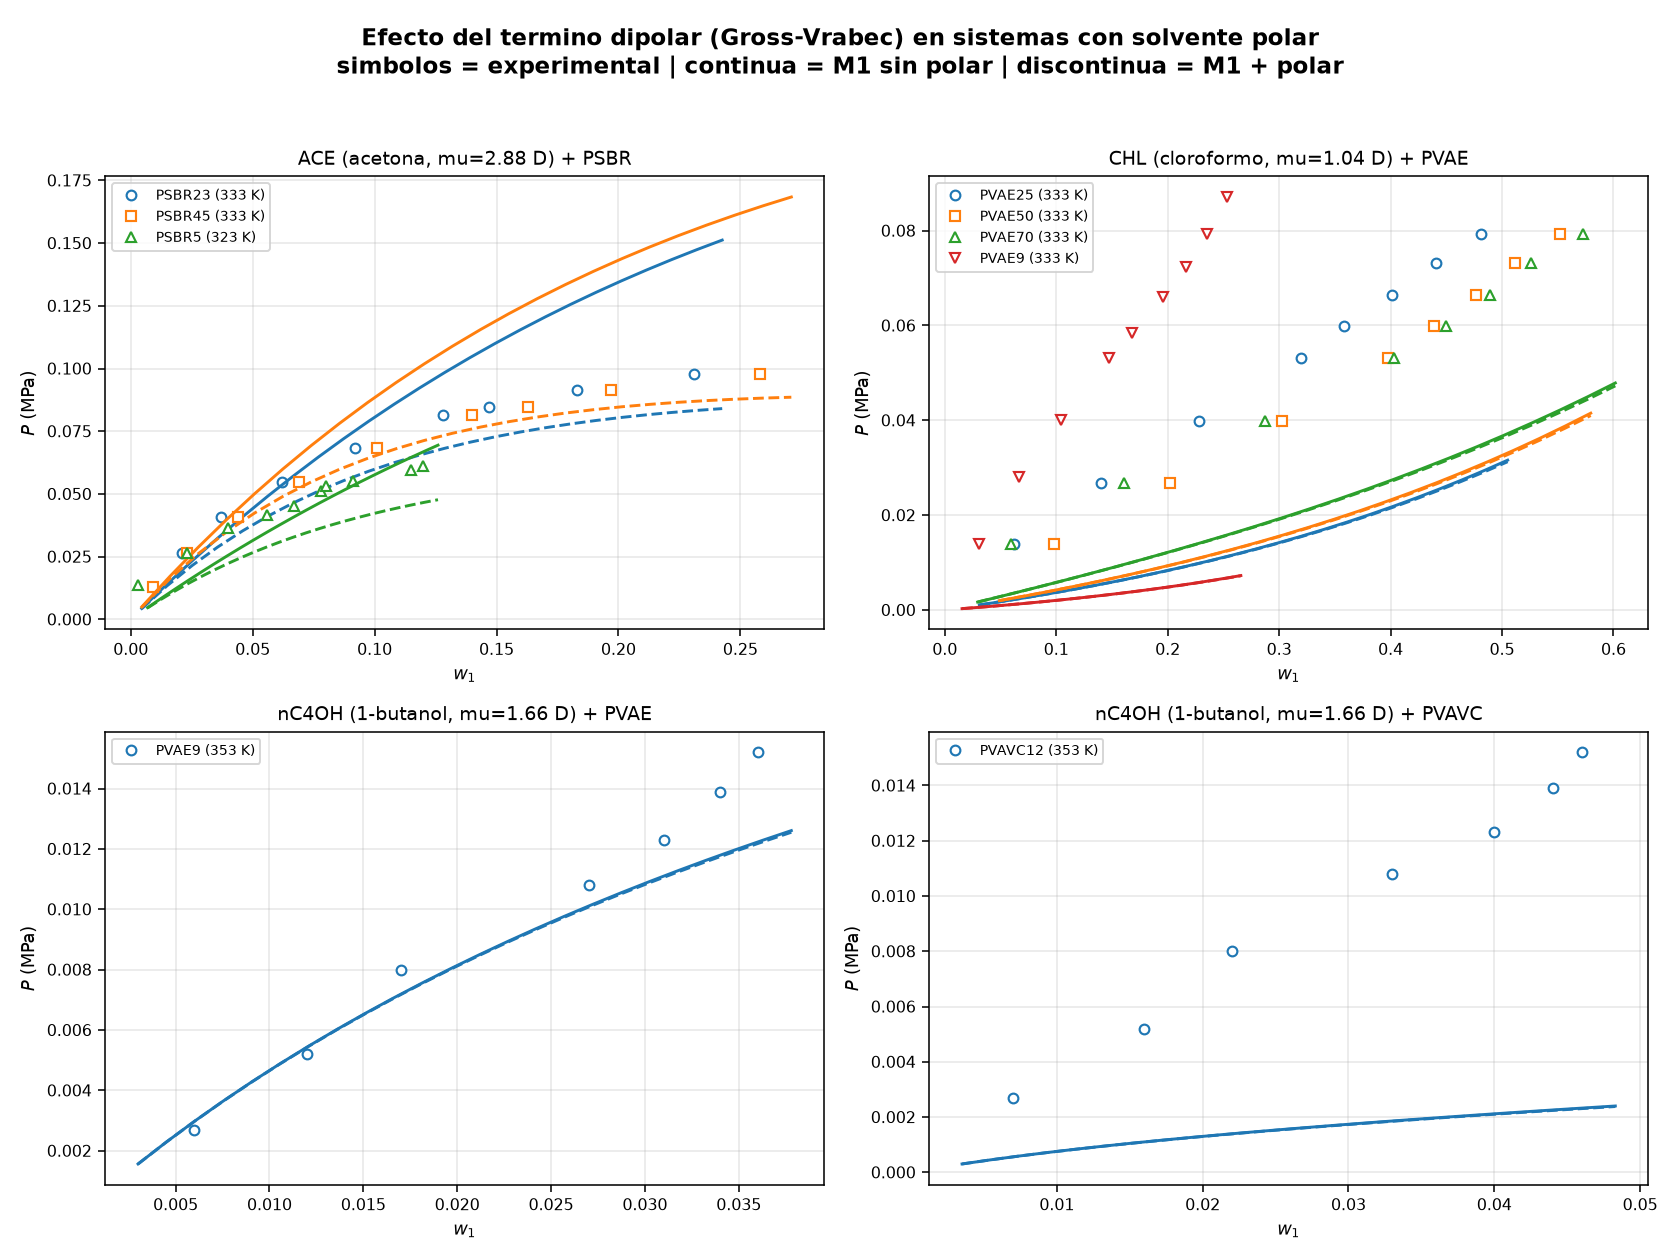 Efecto del termino dipolar (Gross-Vrabec) en sistemas con solvente polar
simbolos = experimental | continua = M1 sin polar | discontinua = M1 + polar
ACE (acetona, mu=2.88 D) + PSBR
PSBR23 (333 K)
PSBR45 (333 K)
PSBR5 (323 K)
0.175
0.150
0.125
0.100
0.075
0.050
0.025
0.000
P (MPa)
0.00 0.05 0.10 0.15 0.20 0.25
w1
CHL (cloroformo, mu=1.04 D) + PVAE
PVAE25 (333 K)
PVAE50 (333 K)
PVAE70 (333 K)
PVAE9 (333 K)
0.08
0.06
0.04
0.02
0.00
P (MPa)
0.0 0.1 0.2 0.3 0.4 0.5 0.6
w1
nC4OH (1-butanol, mu=1.66 D) + PVAE
PVAE9 (353 K)
0.014
0.012
0.010
0.008
0.006
0.004
0.002
P (MPa)
0.005 0.010 0.015 0.020 0.025 0.030 0.035
w1
nC4OH (1-butanol, mu=1.66 D) + PVAVC
PVAVC12 (353 K)
0.014
0.012
0.010
0.008
0.006
0.004
0.002
0.000
P (MPa)
0.01 0.02 0.03 0.04 0.05
w1